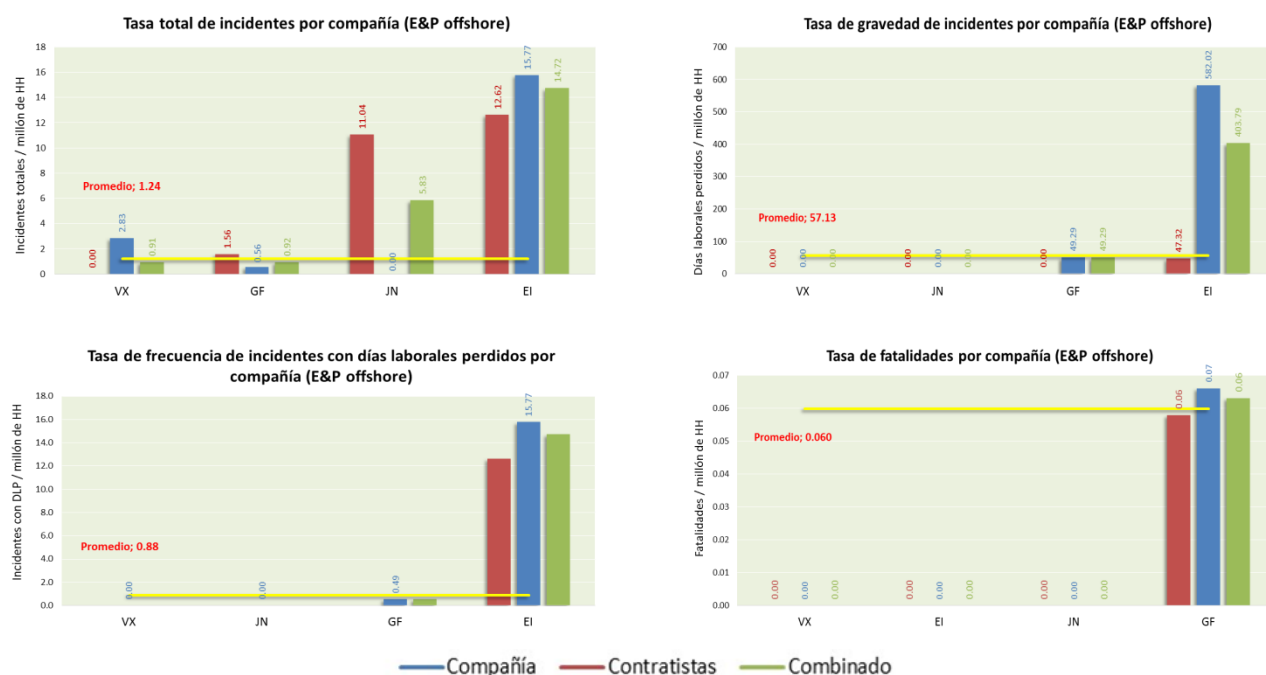 Tasa total de incidentes por compañía (E&P offshore)
Incidentes totales / millón de HH
18
16
14
12
10
8
6
4
2
0
Promedio; 1.24
0.00
2.83
0.91
1.56
0.56
0.92
11.04
0.00
5.83
12.62
15.77
14.72
VX
GF
JN
EI
Tasa de gravedad de incidentes por compañía (E&P offshore)
Días laborales perdidos / millón de HH
700
600
500
400
300
200
100
0
Promedio; 57.13
0.00
0.00
0.00
0.00
0.00
0.00
0.00
49.29
49.29
47.32
582.02
403.79
VX
JN
GF
EI
Tasa de frecuencia de incidentes con días laborales perdidos por
compañía (E&P offshore)
Incidentes con DLP / millón de HH
18.0
16.0
14.0
12.0
10.0
8.0
6.0
4.0
2.0
0.0
Promedio; 0.88
0.00
0.00
0.49
15.77
VX
JN
GF
EI
Tasa de fatalidades por compañía (E&P offshore)
Fatalidades / millón de HH
0.07
0.06
0.05
0.04
0.03
0.02
0.01
0.00
Promedio; 0.060
0.00
0.00
0.00
0.00
0.00
0.00
0.00
0.00
0.00
0.06
0.07
0.06
VX
EI
JN
GF
Compañía
Contratistas
Combinado